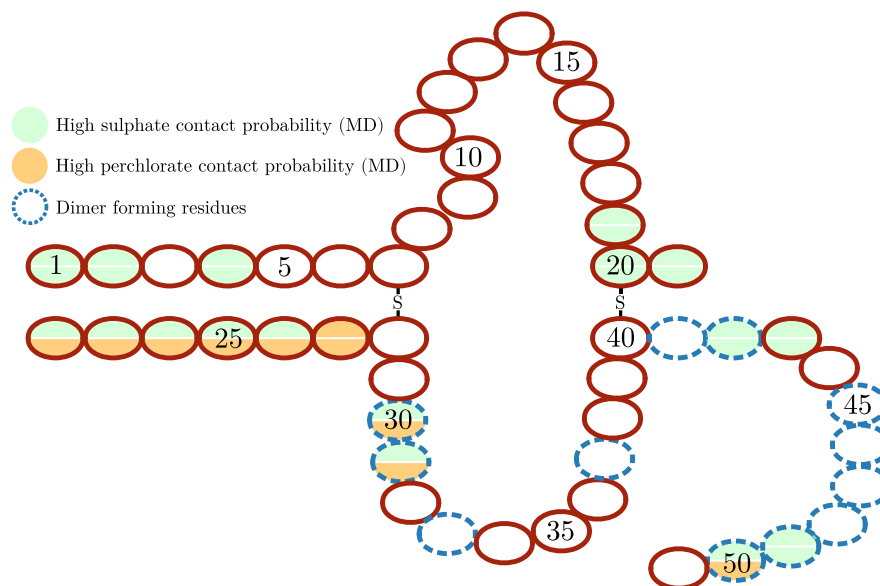 15
High sulphate contact probability (MD)
10
High perchlorate contact probability (MD)
Dimer forming residues
1
5
20
S
S
25
40
45
30
35
50